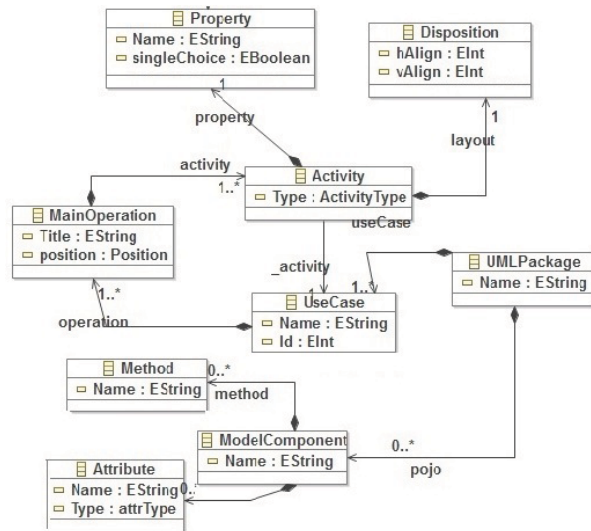 Property
Name : EString
singleChoice : EBoolean
1
property
Disposition
hAlign : EInt
vAlign : EInt
1
layout
activity
1..*
Activity
Type : ActivityType
MainOperation
Title : EString
position : Position
useCase
_activity
1
1..*
UMLPackage
Name : EString
1..*
operation
UseCase
Name : EString
Id : EInt
Method
Name : EString
0..*
method
ModelComponent
Name : EString
0..*
pojo
Attribute
Name : EString
Type : attrType
0..*